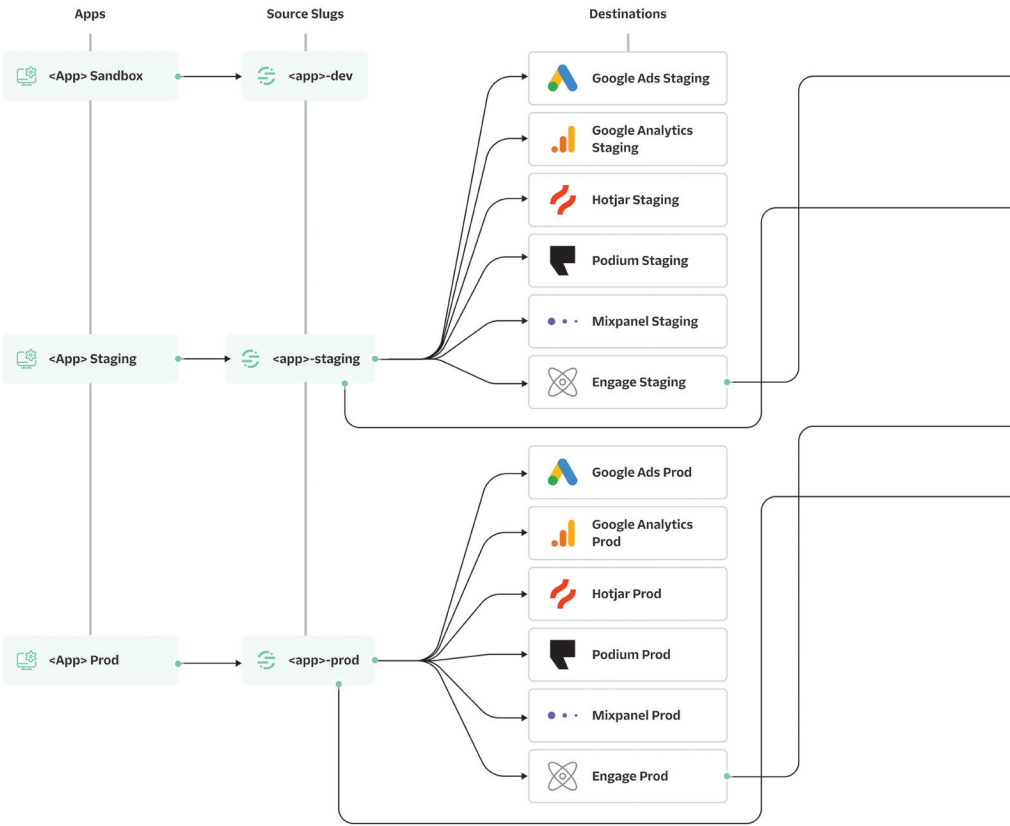 Apps
Source Slugs
Destinations
<App> Sandbox
<app>-dev
Google Ads Staging
Google Analytics
Staging
Hotjar Staging
Podium Staging
Mixpanel Staging
<App> Staging
<app>-staging
Engage Staging
Google Ads Prod
Google Analytics
Prod
Hotjar Prod
<App> Prod
<app>-prod
Podium Prod
Mixpanel Prod
Engage Prod